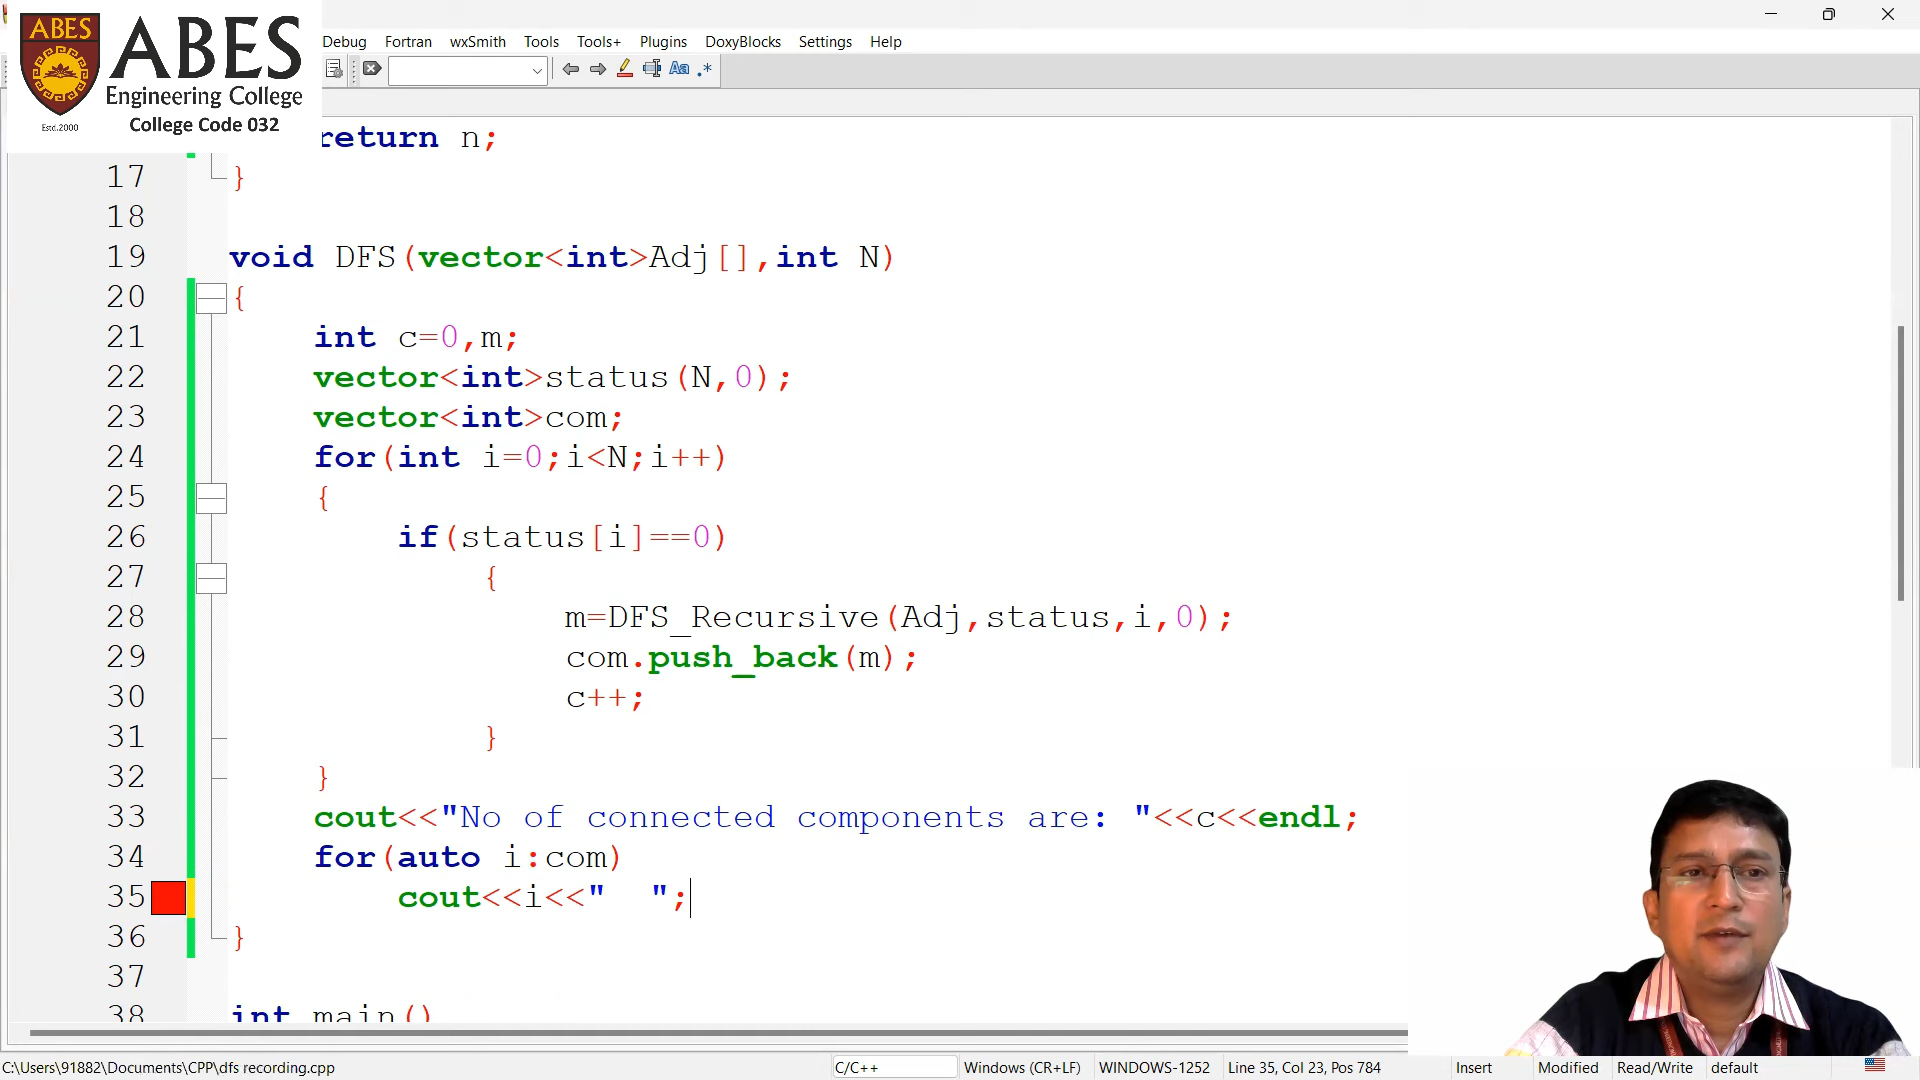 ABES
ABES
Engineering College
Estd.2000
College Code 032
Debug Fortran wxSmith Tools Tools+ Plugins DoxyBlocks Settings Help
Aa .*
return n;
17 }
18
19 void DFS(vector<int>Adj[],int N)
20 {
21 int c=0,m;
22 vector<int>status(N,0);
23 vector<int>com;
24 for(int i=0;i<N;i++)
25 {
26 if(status[i]==0)
27 {
28 m=DFS_Recursive(Adj,status,i,0);
29 com.push_back(m);
30 c++;
31 }
32 }
33 cout<<"No of connected components are: "<<c<<endl;
34 for(auto i:com)
35 cout<<i<<"  ";
36 }
37
38 int main()
C:\Users\91882\Documents\CPP\dfs recording.cpp C/C++ Windows (CR+LF) WINDOWS-1252 Line 35, Col 23, Pos 784 Insert Modified Read/Write default